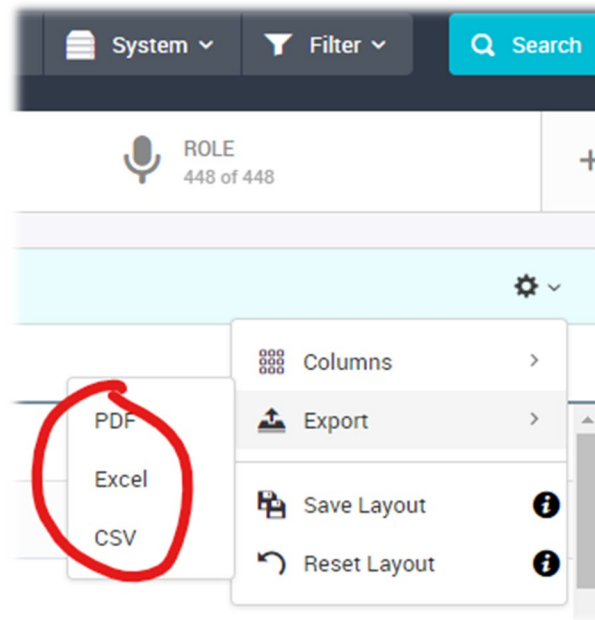 System Filter Search
ROLE
448 of 448
Columns
PDF Export
Excel
Save Layout
CSV
Reset Layout